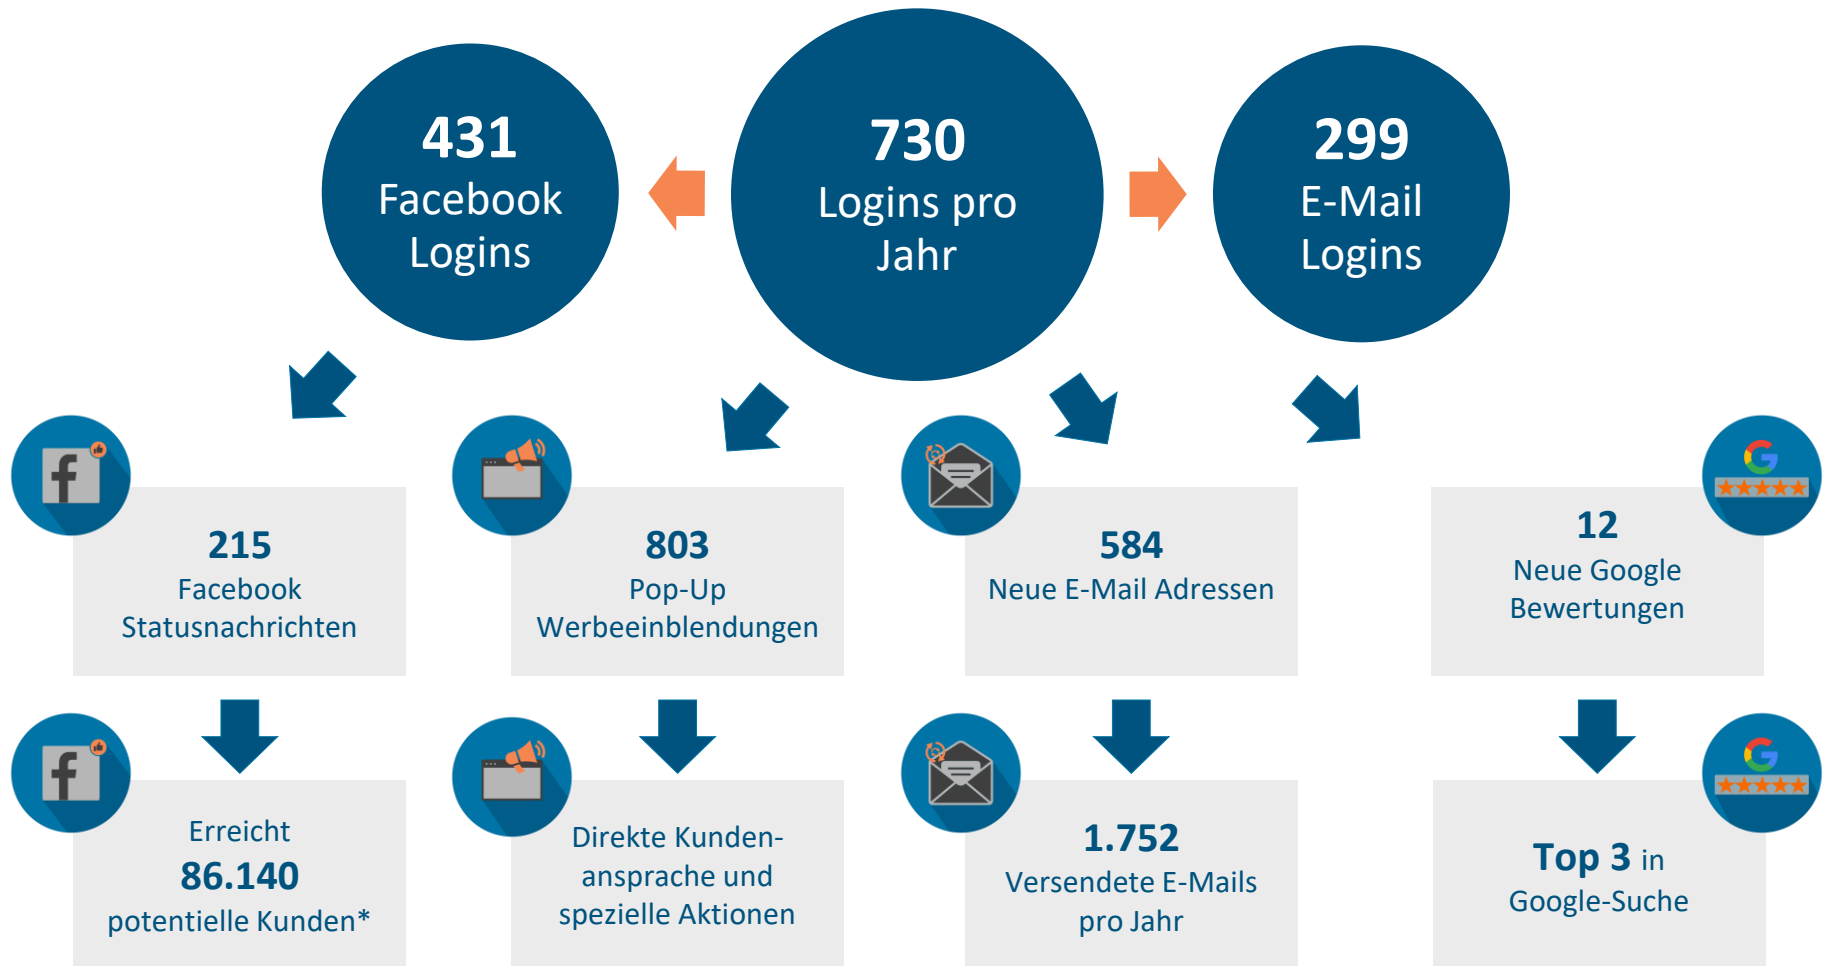 431
Facebook
Logins
730
Logins pro
Jahr
299
E-Mail
Logins
215
Facebook
Statusnachrichten
803
Pop-Up
Werbeeinblendungen
584
Neue E-Mail Adressen
12
Neue Google
Bewertungen
Erreicht
86.140
potentielle Kunden*
Direkte Kunden-
ansprache und
spezielle Aktionen
1.752
Versendete E-Mails
pro Jahr
Top 3 in
Google-Suche